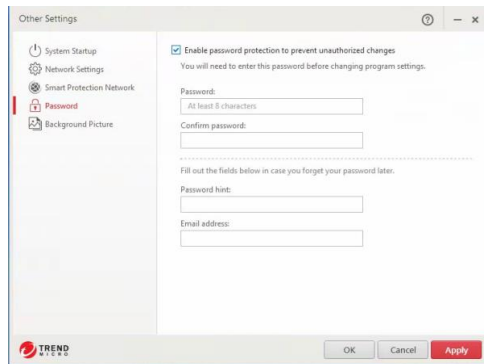 Other Settings
System Startup
Network Settings
Smart Protection Network
Password
Background Picture
Enable password protection to prevent unauthorized changes
You will need to enter this password before changing program settings.
Password:
At least 8 characters
Confirm password:
Fill out the fields below in case you forget your password later.
Password hint:
Email address:
TREND
MICRO
OK
Cancel
Apply